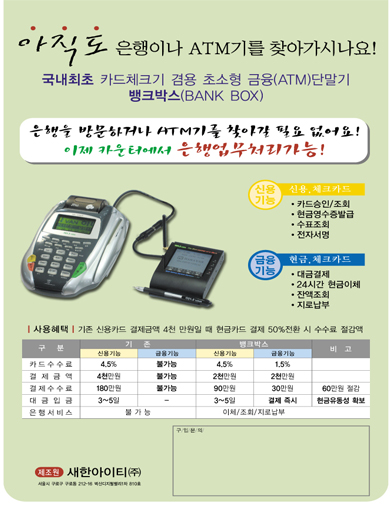 아직도 은행이나 ATM기를 찾아가시나요!
국내최초 카드체크기 겸용 초소형 금융(ATM)단말기
뱅크박스(BANK BOX)
은행을 방문하거나 ATM기를 찾아갈 필요 없어요!
이제 카운터에서 은행업무처리가능!
신용기능 신용,체크카드
• 카드승인/조회
• 현금영수증발급
• 수표조회
• 전자서명
금융기능 현금,체크카드
• 대금결제
• 24시간 현금이체
• 잔액조회
• 지로납부
| 사용혜택 | 기존 신용카드 결제금액 4천 만원일 때 현금카드 결제 50%전환 시 수수료 절감액
구 분 기 존 뱅크박스 비 고
신용기능 금융기능 신용기능 금융기능
카드수수료 4,5% 불가능 4,5% 1,5%
결제금액 4천만원 불가능 2천만원 2천만원
결제수수료 180만원 불가능 90만원 30만원 60만원 절감
대금입금 3~5일 – 3~5일 결제 즉시 현금유동성 확보
은행서비스 불 가 능 이체/조회/지로납부
구/입/문/의:
제조원 새한아이티(주)